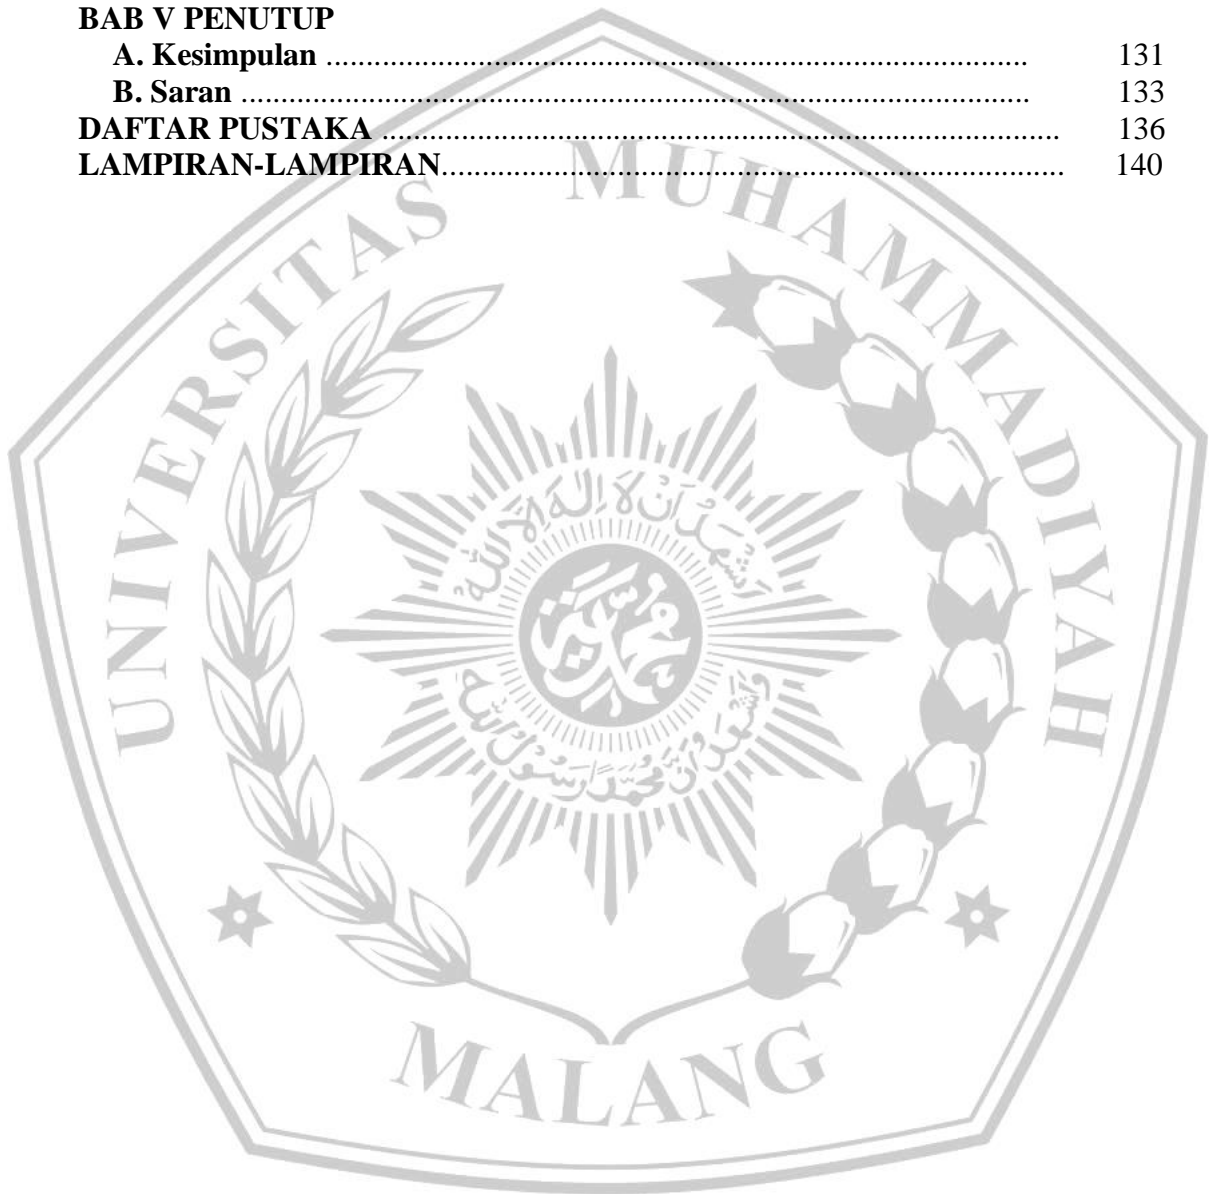 BAB V PENUTUP
A. Kesimpulan ........................................................................................ 131
B. Saran ................................................................................................... 133
DAFTAR PUSTAKA ..................................................................................... 136
LAMPIRAN-LAMPIRAN.............................................................................. 140
UNIVERSITAS MUHAMMADIYAH
MALANG